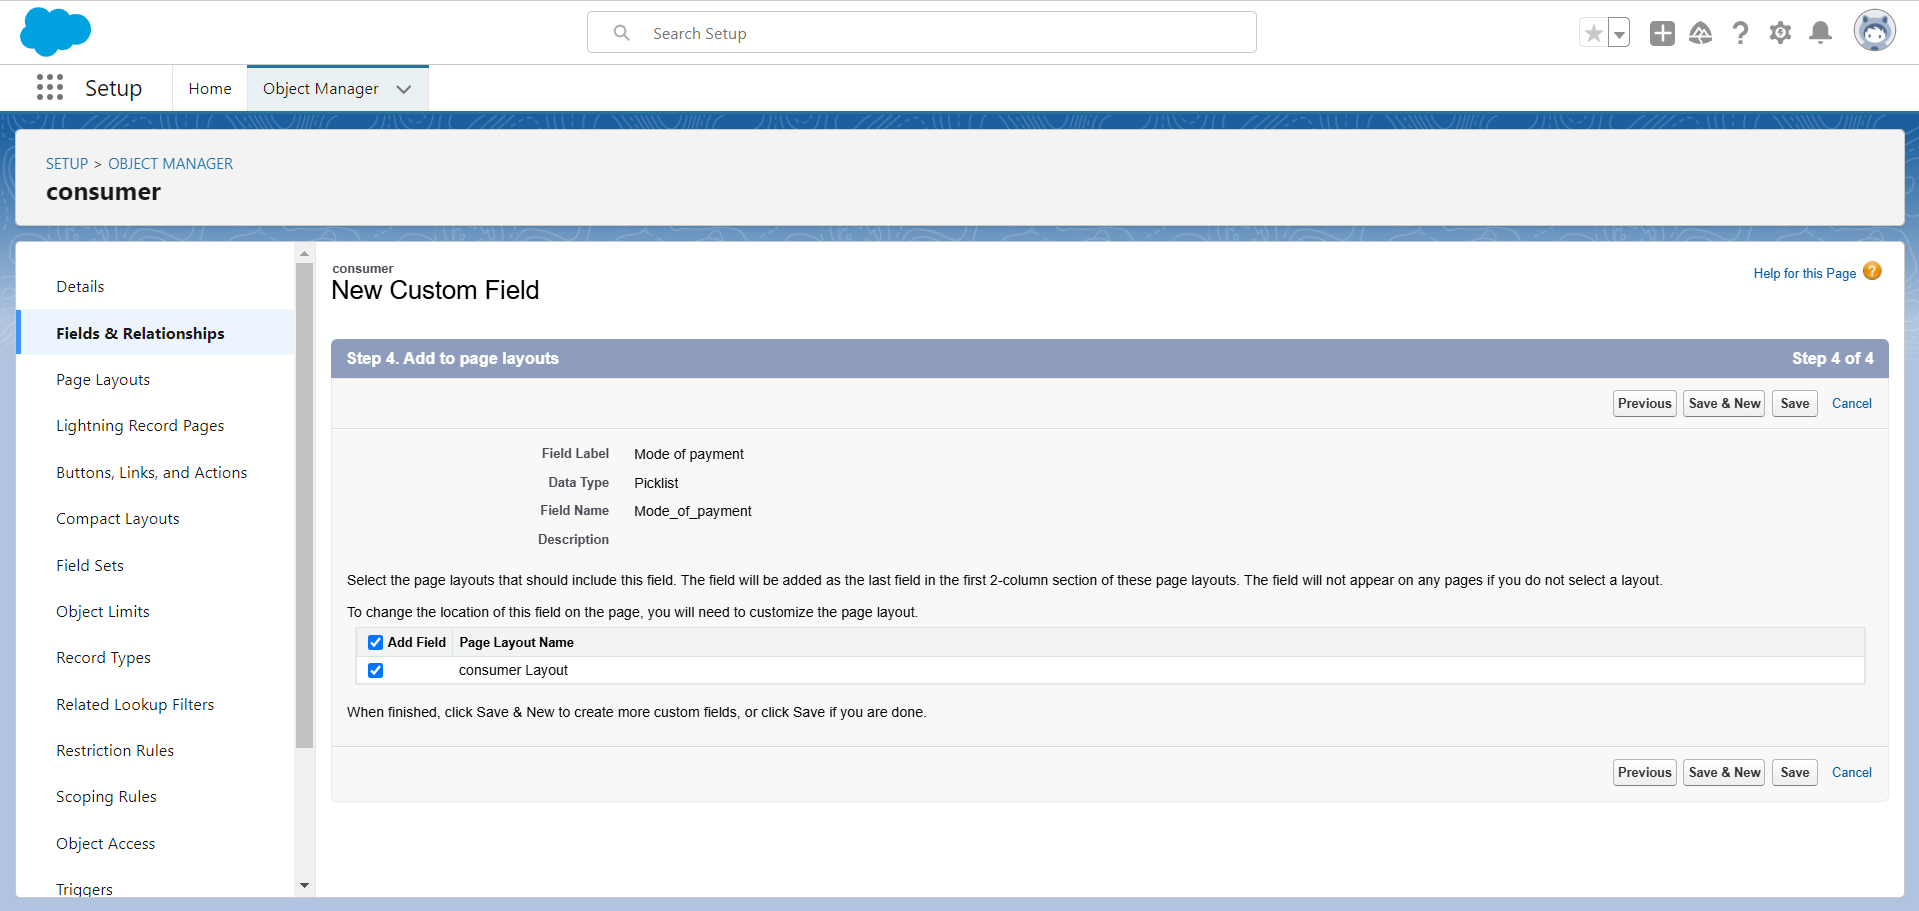 Search Setup
Setup
Home
Object Manager
SETUP > OBJECT MANAGER
consumer
Details
Fields & Relationships
Page Layouts
Lightning Record Pages
Buttons, Links, and Actions
Compact Layouts
Field Sets
Object Limits
Record Types
Related Lookup Filters
Restriction Rules
Scoping Rules
Object Access
Triggers
consumer
New Custom Field
Help for this Page ?
Step 4. Add to page layouts Step 4 of 4
Previous Save & New Save Cancel
Field Label Mode of payment
Data Type Picklist
Field Name Mode_of_payment
Description
Select the page layouts that should include this field. The field will be added as the last field in the first 2-column section of these page layouts. The field will not appear on any pages if you do not select a layout.
To change the location of this field on the page, you will need to customize the page layout.
Add Field Page Layout Name
consumer Layout
When finished, click Save & New to create more custom fields, or click Save if you are done.
Previous Save & New Save Cancel